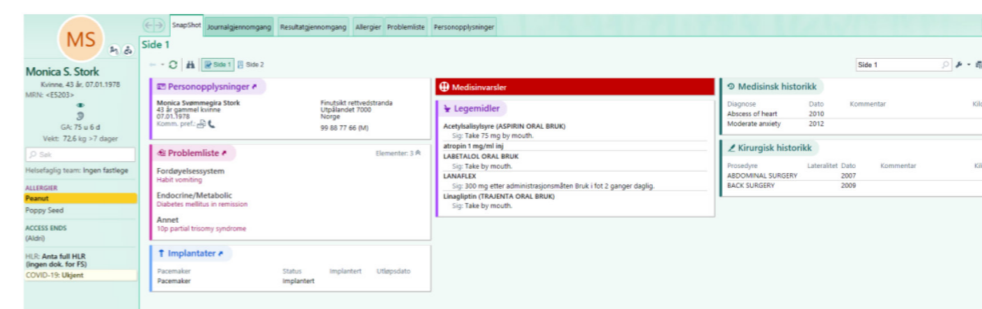 SnapShot Journalgjennomgang Resultatgjennomgang Allergier Problemliste Personopplysninger
MS
Side 1
Side 1 Side 2
Side 1
Monica S. Stork
Kvinne, 43 år, 07.01.1978
MRN: <E5203>
GA: 75 u 6 d
Vekt: 72,6 kg >7 dager
Søk
Helsefaglig team: Ingen fastlege
ALLERGIER
Peanut
Poppy Seed
ACCESS ENDS
(Aldri)
HLR: Anta full HLR
(ingen dok. for FS)
COVID-19: Ukjent
Personopplysninger
Monica Svømmegira Stork
43 år gammel kvinne
07.01.1978
Komm. pref.:
Finutsikt rettvedstranda
Utpålandet 7000
Norge
99 88 77 66 (M)
Problemliste
Elementer: 3
Fordøyelsessystem
Habit vomiting
Endocrine/Metabolic
Diabetes mellitus in remission
Annet
10p partial trisomy syndrome
Implantater
Pacemaker Status Implantert Utløpsdato
Pacemaker Implantert
Medisinvarsler
Legemidler
Acetylsalisylsyre (ASPIRIN ORAL BRUK)
Sig: Take 75 mg by mouth.
atropin 1 mg/ml inj
LABETALOL ORAL BRUK
Sig: Take by mouth.
LANAFLEX
Sig: 300 mg etter administrasjonsmåten Bruk i fot 2 ganger daglig.
Linagliptin (TRAJENTA ORAL BRUK)
Sig: Take by mouth.
Medisinsk historikk
Diagnose Dato Kommentar
Abscess of heart 2010
Moderate anxiety 2012
Kirurgisk historikk
Prosedyre Lateralitet Dato Kommentar
ABDOMINAL SURGERY 2007
BACK SURGERY 2009